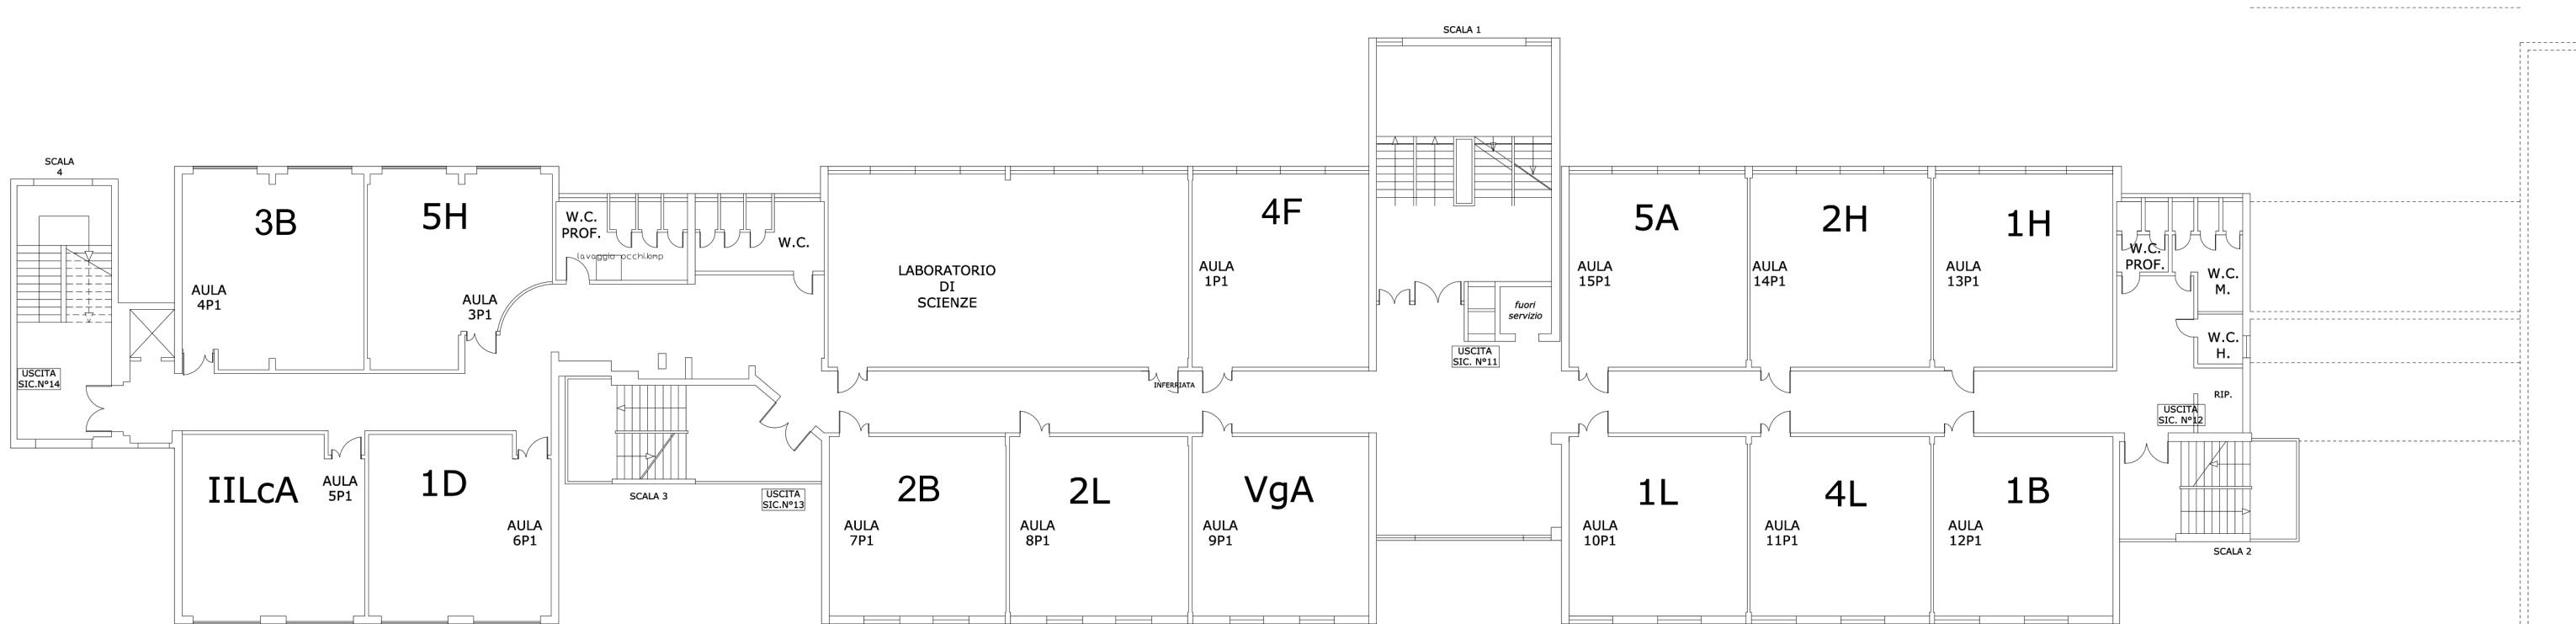 SCALA 1
SCALA
4
3B
5H
W.C.
PROF.
lavaggio occhi.bmp
W.C.
4F
5A
2H
1H
W.C.
PROF.
W.C.
M.
W.C.
H.
AULA
4P1
AULA
3P1
LABORATORIO
DI
SCIENZE
AULA
1P1
fuori
servizio
AULA
15P1
AULA
14P1
AULA
13P1
USCITA
SIC.N°14
USCITA
SIC. N°11
INFERRIATA
RIP.
USCITA
SIC. N°12
IILcA
AULA
5P1
1D
AULA
6P1
SCALA 3
USCITA
SIC.N°13
2B
AULA
7P1
2L
AULA
8P1
VgA
AULA
9P1
1L
AULA
10P1
4L
AULA
11P1
1B
AULA
12P1
SCALA 2